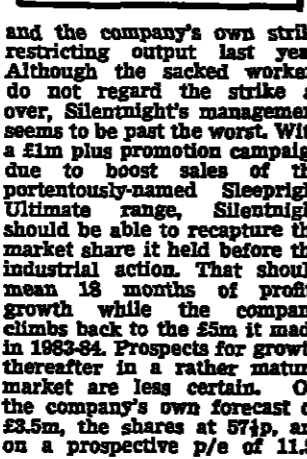 and the company's own strik
restricting output last yea
Although the sacked worke
do not regard the strike a
over, Silentnight's managemen
seems to be past the worst. Wit
a £1m plus promotion campaig
due to boost sales of th
portentously-named Sleeprigh
Ultimate range, Silentnigh
should be able to recapture th
market share it held before th
industrial action. That shoul
mean 18 months of profi
growth while the compan
climbs back to the £5m it mad
in 1983-84. Prospects for growt
thereafter in a rather matur
market are less certain. O
the company's own forecast o
£3.5m, the shares at 57½p, ar
on a prospective p/e of 11.